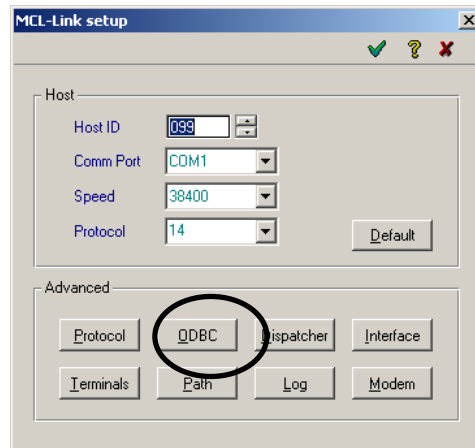 MCL-Link setup
Host
Host ID 099
Comm Port COM1
Speed 38400
Protocol 14
Default
Advanced
Protocol ODBC Dispatcher Interface
Terminals Path Log Modem